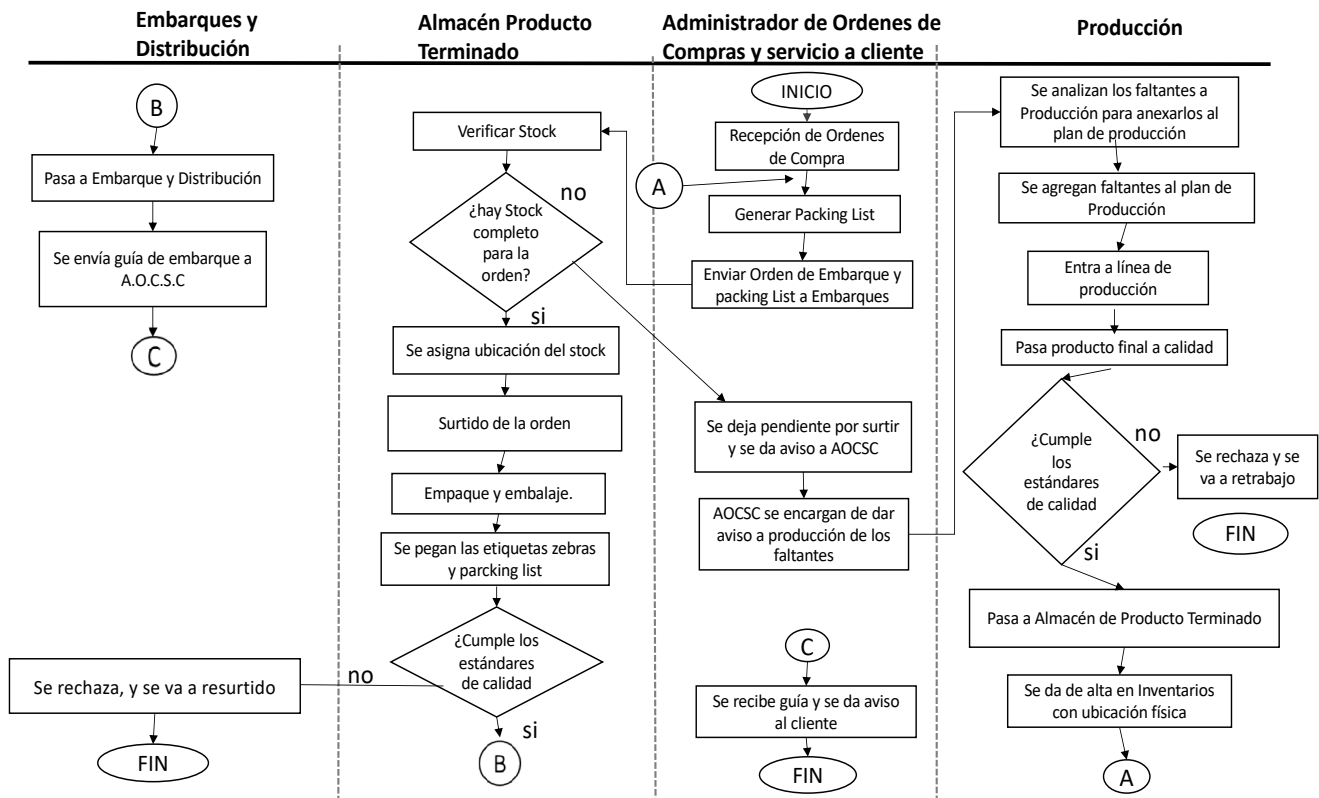 Embarques y
Distribución
B
Pasa a Embarque y Distribución
Se envía guía de embarque a
A.O.C.S.C
C
Se rechaza, y se va a resurtido
FIN
Almacén Producto
Terminado
Verificar Stock
¿hay Stock
completo
para la
orden?
no
si
Se asigna ubicación del stock
Surtido de la orden
Empaque y embalaje.
Se pegan las etiquetas zebras
y parcking list
¿Cumple los
estándares
de calidad
no
si
B
Administrador de Ordenes de
Compras y servicio a cliente
INICIO
Recepción de Ordenes
de Compra
A
Generar Packing List
Enviar Orden de Embarque y
packing List a Embarques
Se deja pendiente por surtir
y se da aviso a AOCSC
AOCSC se encargan de dar
aviso a producción de los
faltantes
C
Se recibe guía y se da aviso
al cliente
FIN
Producción
Se analizan los faltantes a
Producción para anexarlos al
plan de producción
Se agregan faltantes al plan de
Producción
Entra a línea de
producción
Pasa producto final a calidad
¿Cumple
los
estándares
de calidad
no
Se rechaza y se
va a retrabajo
FIN
si
Pasa a Almacén de Producto Terminado
Se da de alta en Inventarios
con ubicación física
A